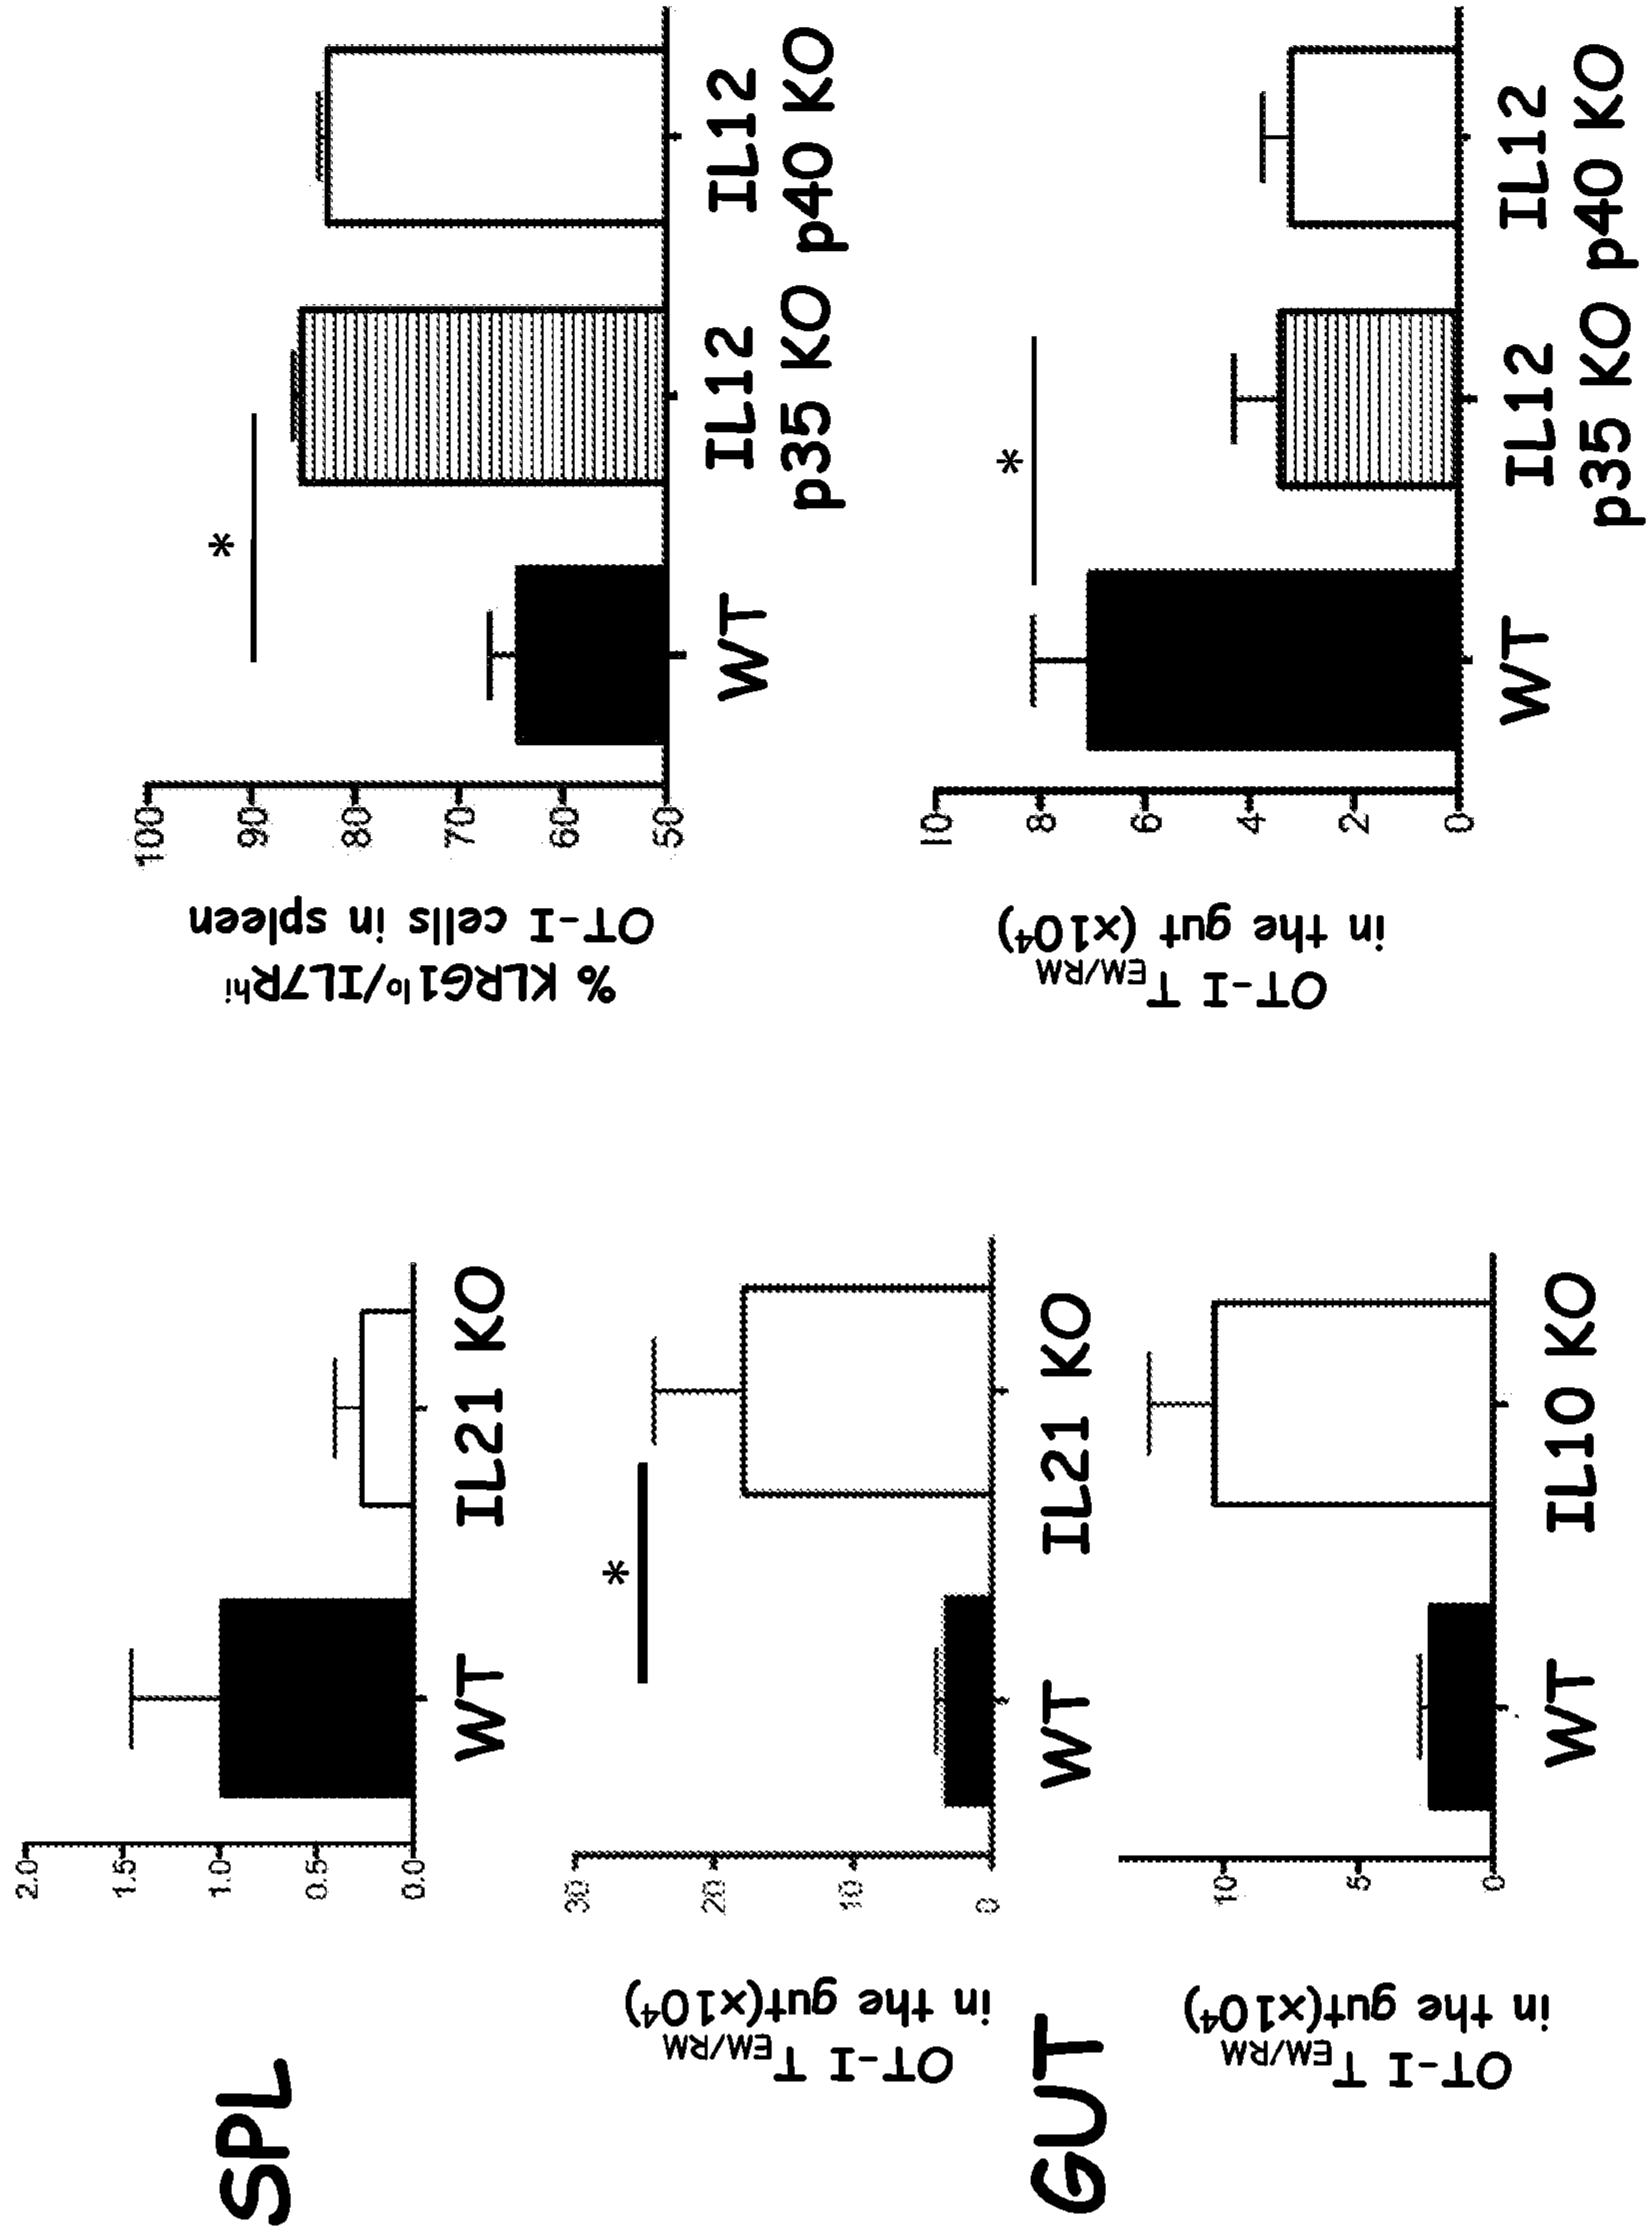 SPL
2.0
1.5
1.0
0.5
0.0
WT
IL21 KO
GUT
OT-I T EM/RM
in the gut(x10⁴)
30
20
10
0
*
WT
IL21 KO
OT-I T EM/RM
in the gut(x10⁴)
10
5
0
WT
IL10 KO
% KLRG1ˡᵒ/IL7Rʰⁱ
OT-I cells in spleen
100
90
80
70
60
50
*
WT
IL12
p35 KO
IL12
p40 KO
OT-I T EM/RM
in the gut (x10⁴)
10
8
6
4
2
0
*
WT
IL12
p35 KO
IL12
p40 KO